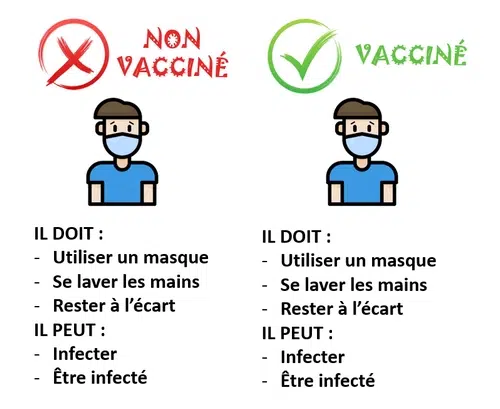 NON
VACCINÉ
IL DOIT :
- Utiliser un masque
- Se laver les mains
- Rester à l’écart
IL PEUT :
- Infecter
- Être infecté
VACCINÉ
IL DOIT :
- Utiliser un masque
- Se laver les mains
- Rester à l’écart
IL PEUT :
- Infecter
- Être infecté